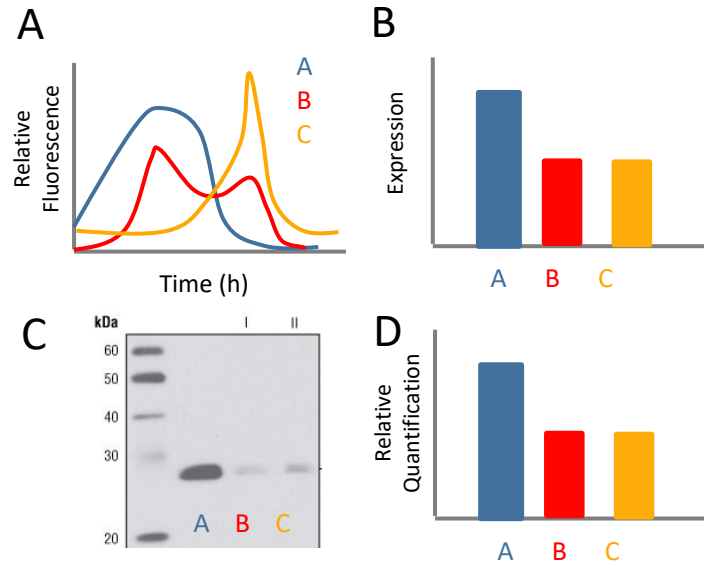 A
A
B
C
Relative
Fluorescence
Time (h)
B
Expression
A B C
C
kDa
I II
60
50
40
30
20
A B C
D
Relative
Quantification
A B C